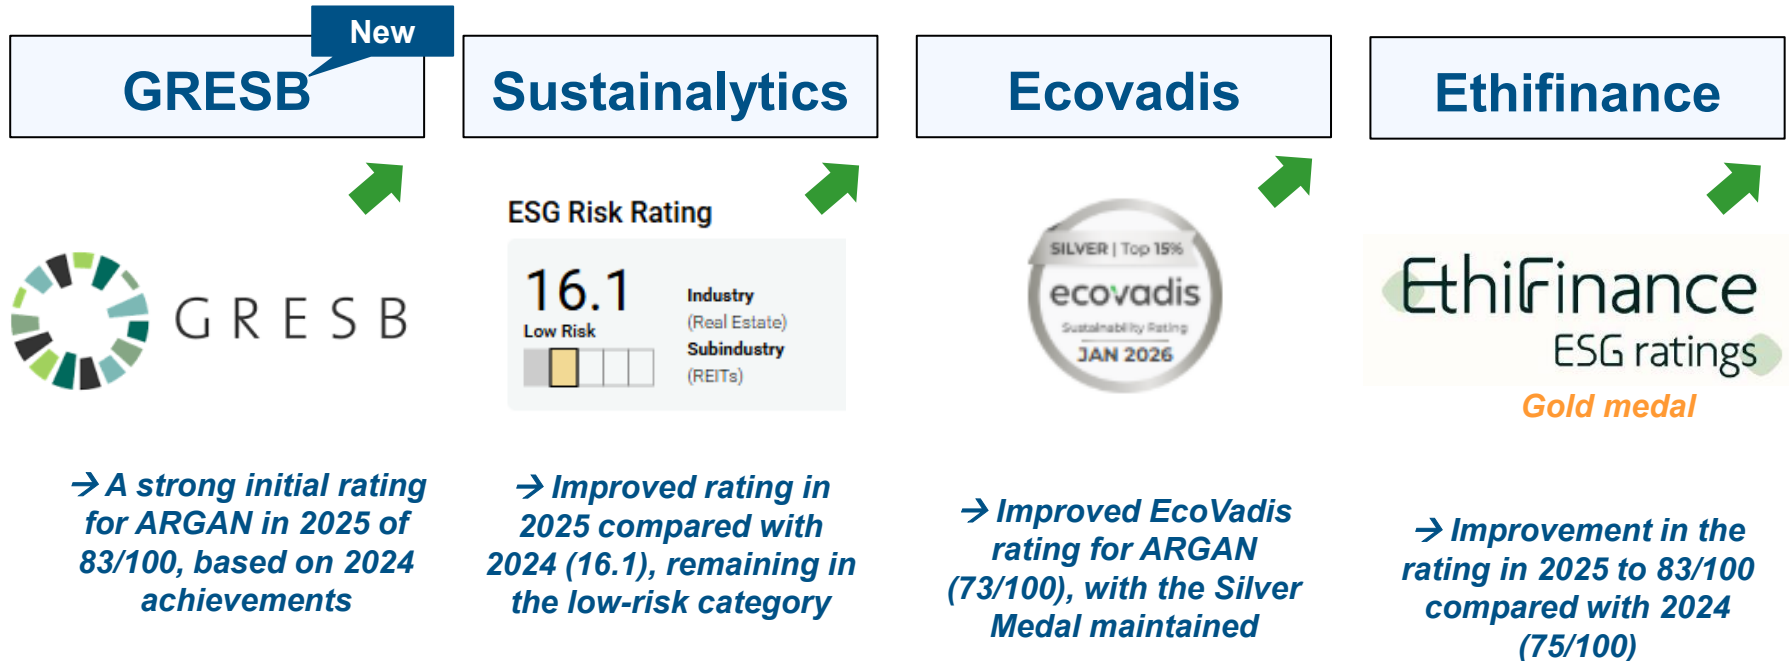 New
GRESB
Sustainalytics
Ecovadis
Ethifinance
GRESB
ESG Risk Rating
16.1
Low Risk
Industry
(Real Estate)
Subindustry
(REITs)
SILVER | Top 15%
ecovadis
Sustainability Rating
JAN 2026
EthiFinance
ESG ratings
Gold medal
→ A strong initial rating
for ARGAN in 2025 of
83/100, based on 2024
achievements
→ Improved rating in
2025 compared with
2024 (16.1), remaining in
the low-risk category
→ Improved EcoVadis
rating for ARGAN
(73/100), with the Silver
Medal maintained
→ Improvement in the
rating in 2025 to 83/100
compared with 2024
(75/100)